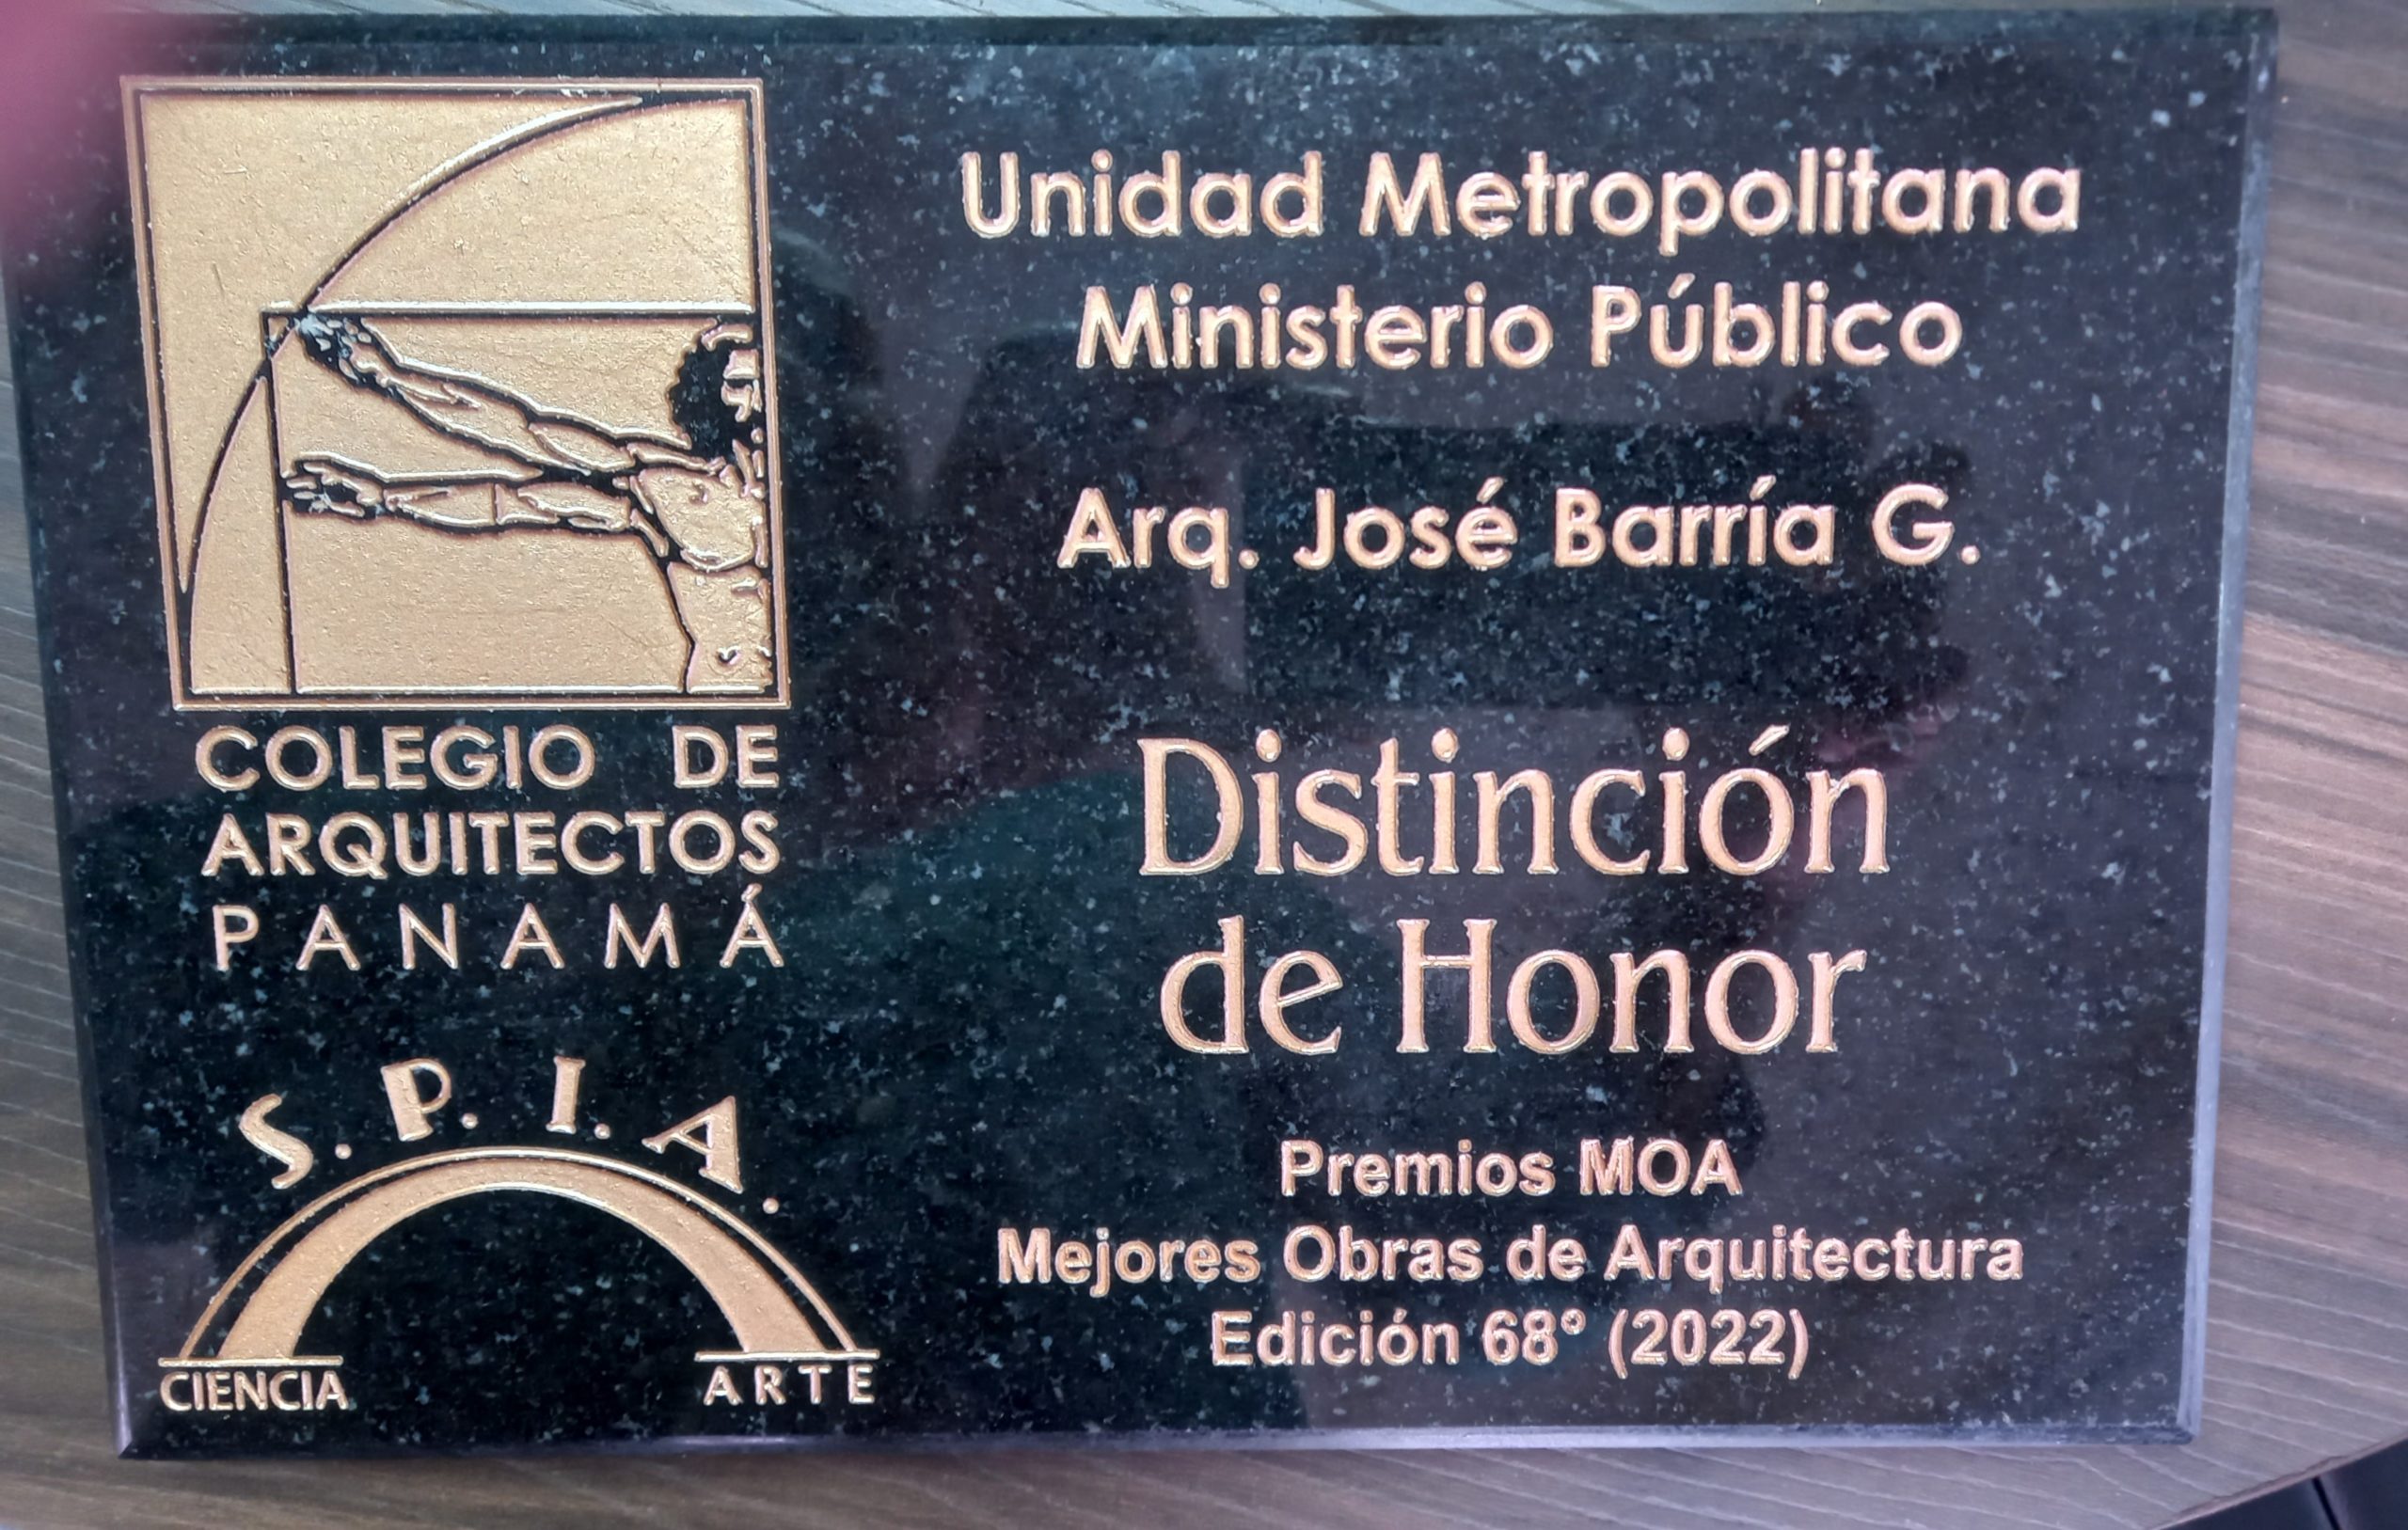 COLEGIO DE
ARQUITECTOS
PANAMÁ
S.P.I.A.
CIENCIA
ARTE
Unidad Metropolitana
Ministerio Público
Arq. José Barría G.
Distinción
de Honor
Premios MOA
Mejores Obras de Arquitectura
Edición 68° (2022)